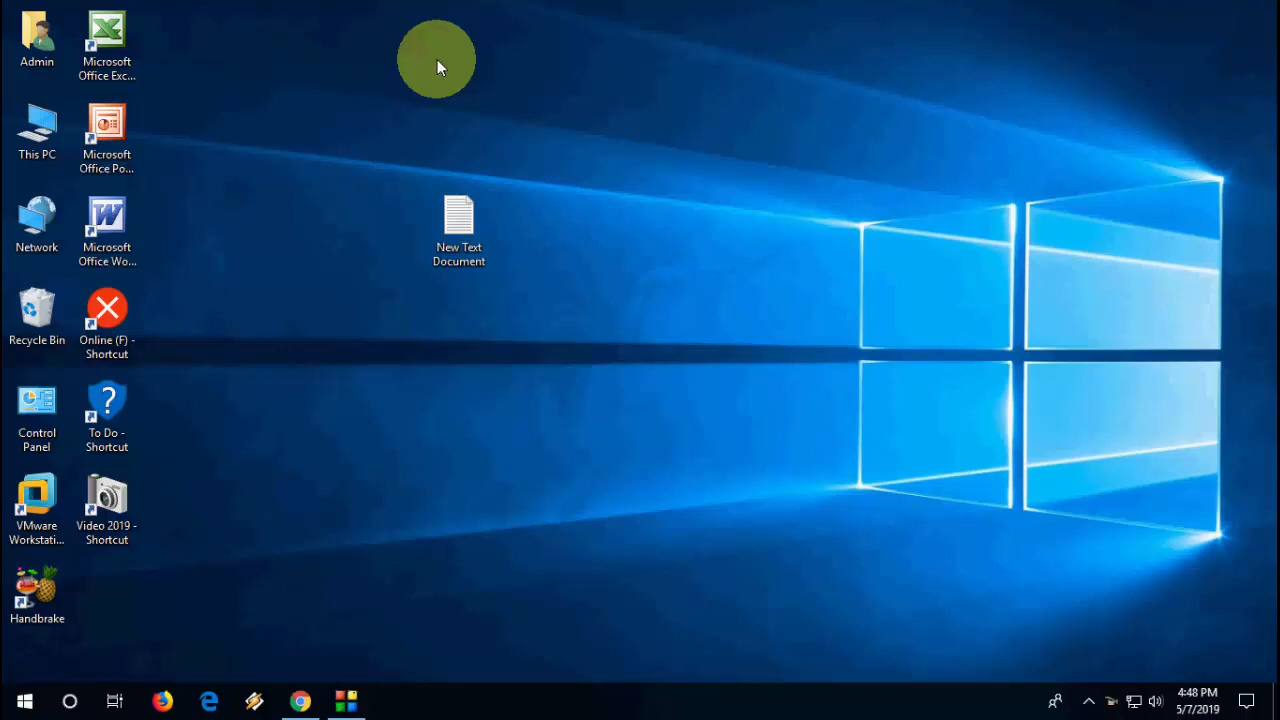 Admin
Microsoft
Office Exc...
This PC
Microsoft
Office Po...
Network
Microsoft
Office Wo...
New Text
Document
Recycle Bin
Online (F) -
Shortcut
Control
Panel
To Do -
Shortcut
VMware
Workstati...
Video 2019 -
Shortcut
Handbrake
4:48 PM
5/7/2019